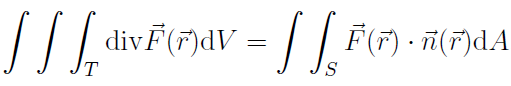 ∫∫∫_T div F⃗(r⃗)dV = ∫∫_S F⃗(r⃗) · n⃗(r⃗)dA